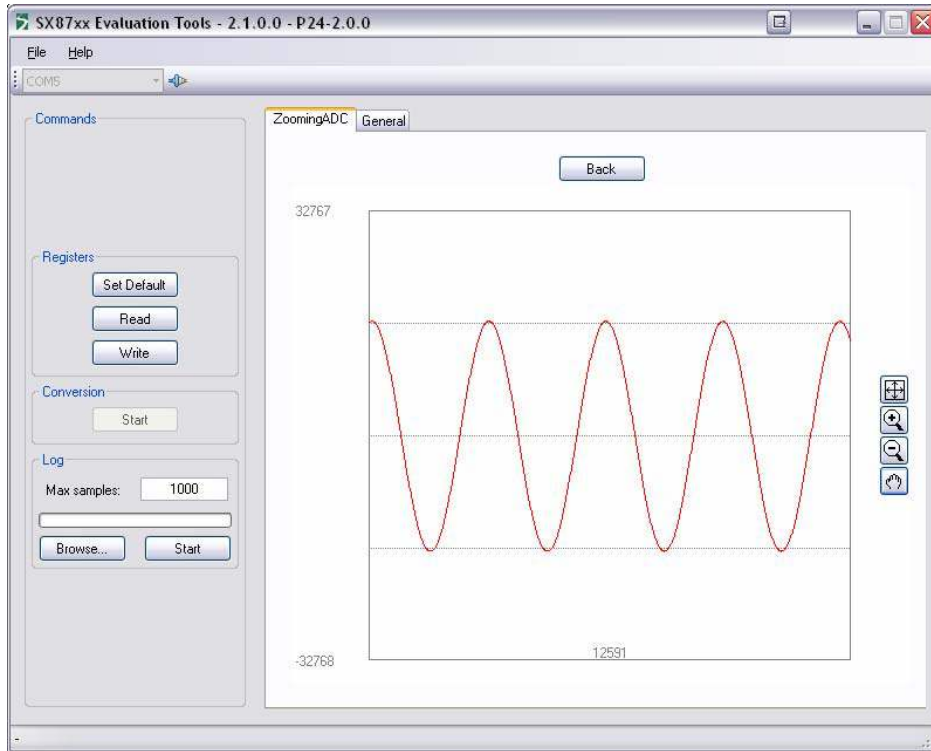 SX87xx Evaluation Tools - 2.1.0.0 - P24-2.0.0
File Help
COM5
Commands
Registers
Set Default
Read
Write
Conversion
Start
Log
Max samples: 1000
Browse... Start
ZoomingADC General
Back
32767
-32768
12591
-